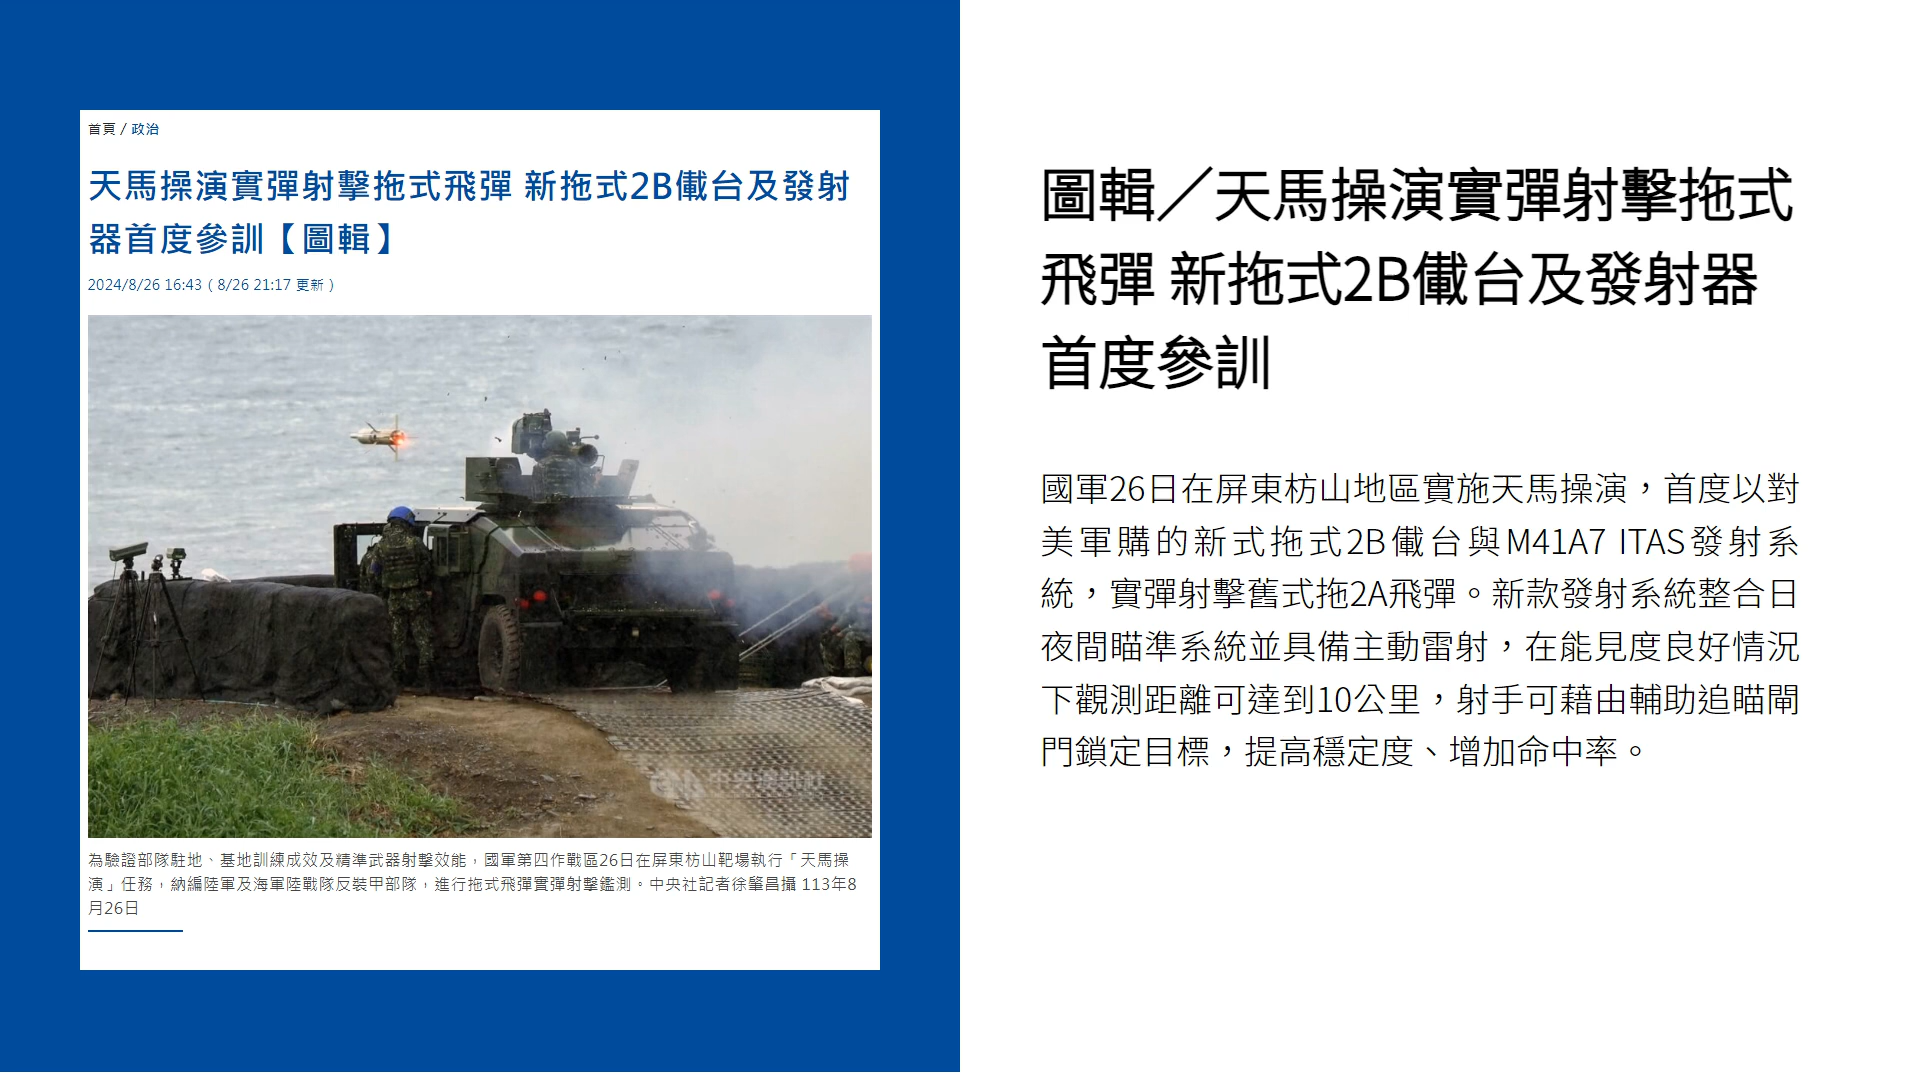 首頁 / 政治
天馬操演實彈射擊拖式飛彈 新拖式2B儎台及發射
器首度參訓【圖輯】
2024/8/26 16:43（8/26 21:17 更新）
中央通訊社
為驗證部隊駐地、基地訓練成效及精準武器射擊效能，國軍第四作戰區26日在屏東枋山靶場執行「天馬操
演」任務，納編陸軍及海軍陸戰隊反裝甲部隊，進行拖式飛彈實彈射擊鑑測。中央社記者徐肇昌攝 113年8
月26日
圖輯／天馬操演實彈射擊拖式
飛彈 新拖式2B儎台及發射器
首度參訓
國軍26日在屏東枋山地區實施天馬操演，首度以對
美軍購的新式拖式2B儎台與M41A7 ITAS發射系
統，實彈射擊舊式拖2A飛彈。新款發射系統整合日
夜間瞄準系統並具備主動雷射，在能見度良好情況
下觀測距離可達到10公里，射手可藉由輔助追瞄閘
門鎖定目標，提高穩定度、增加命中率。